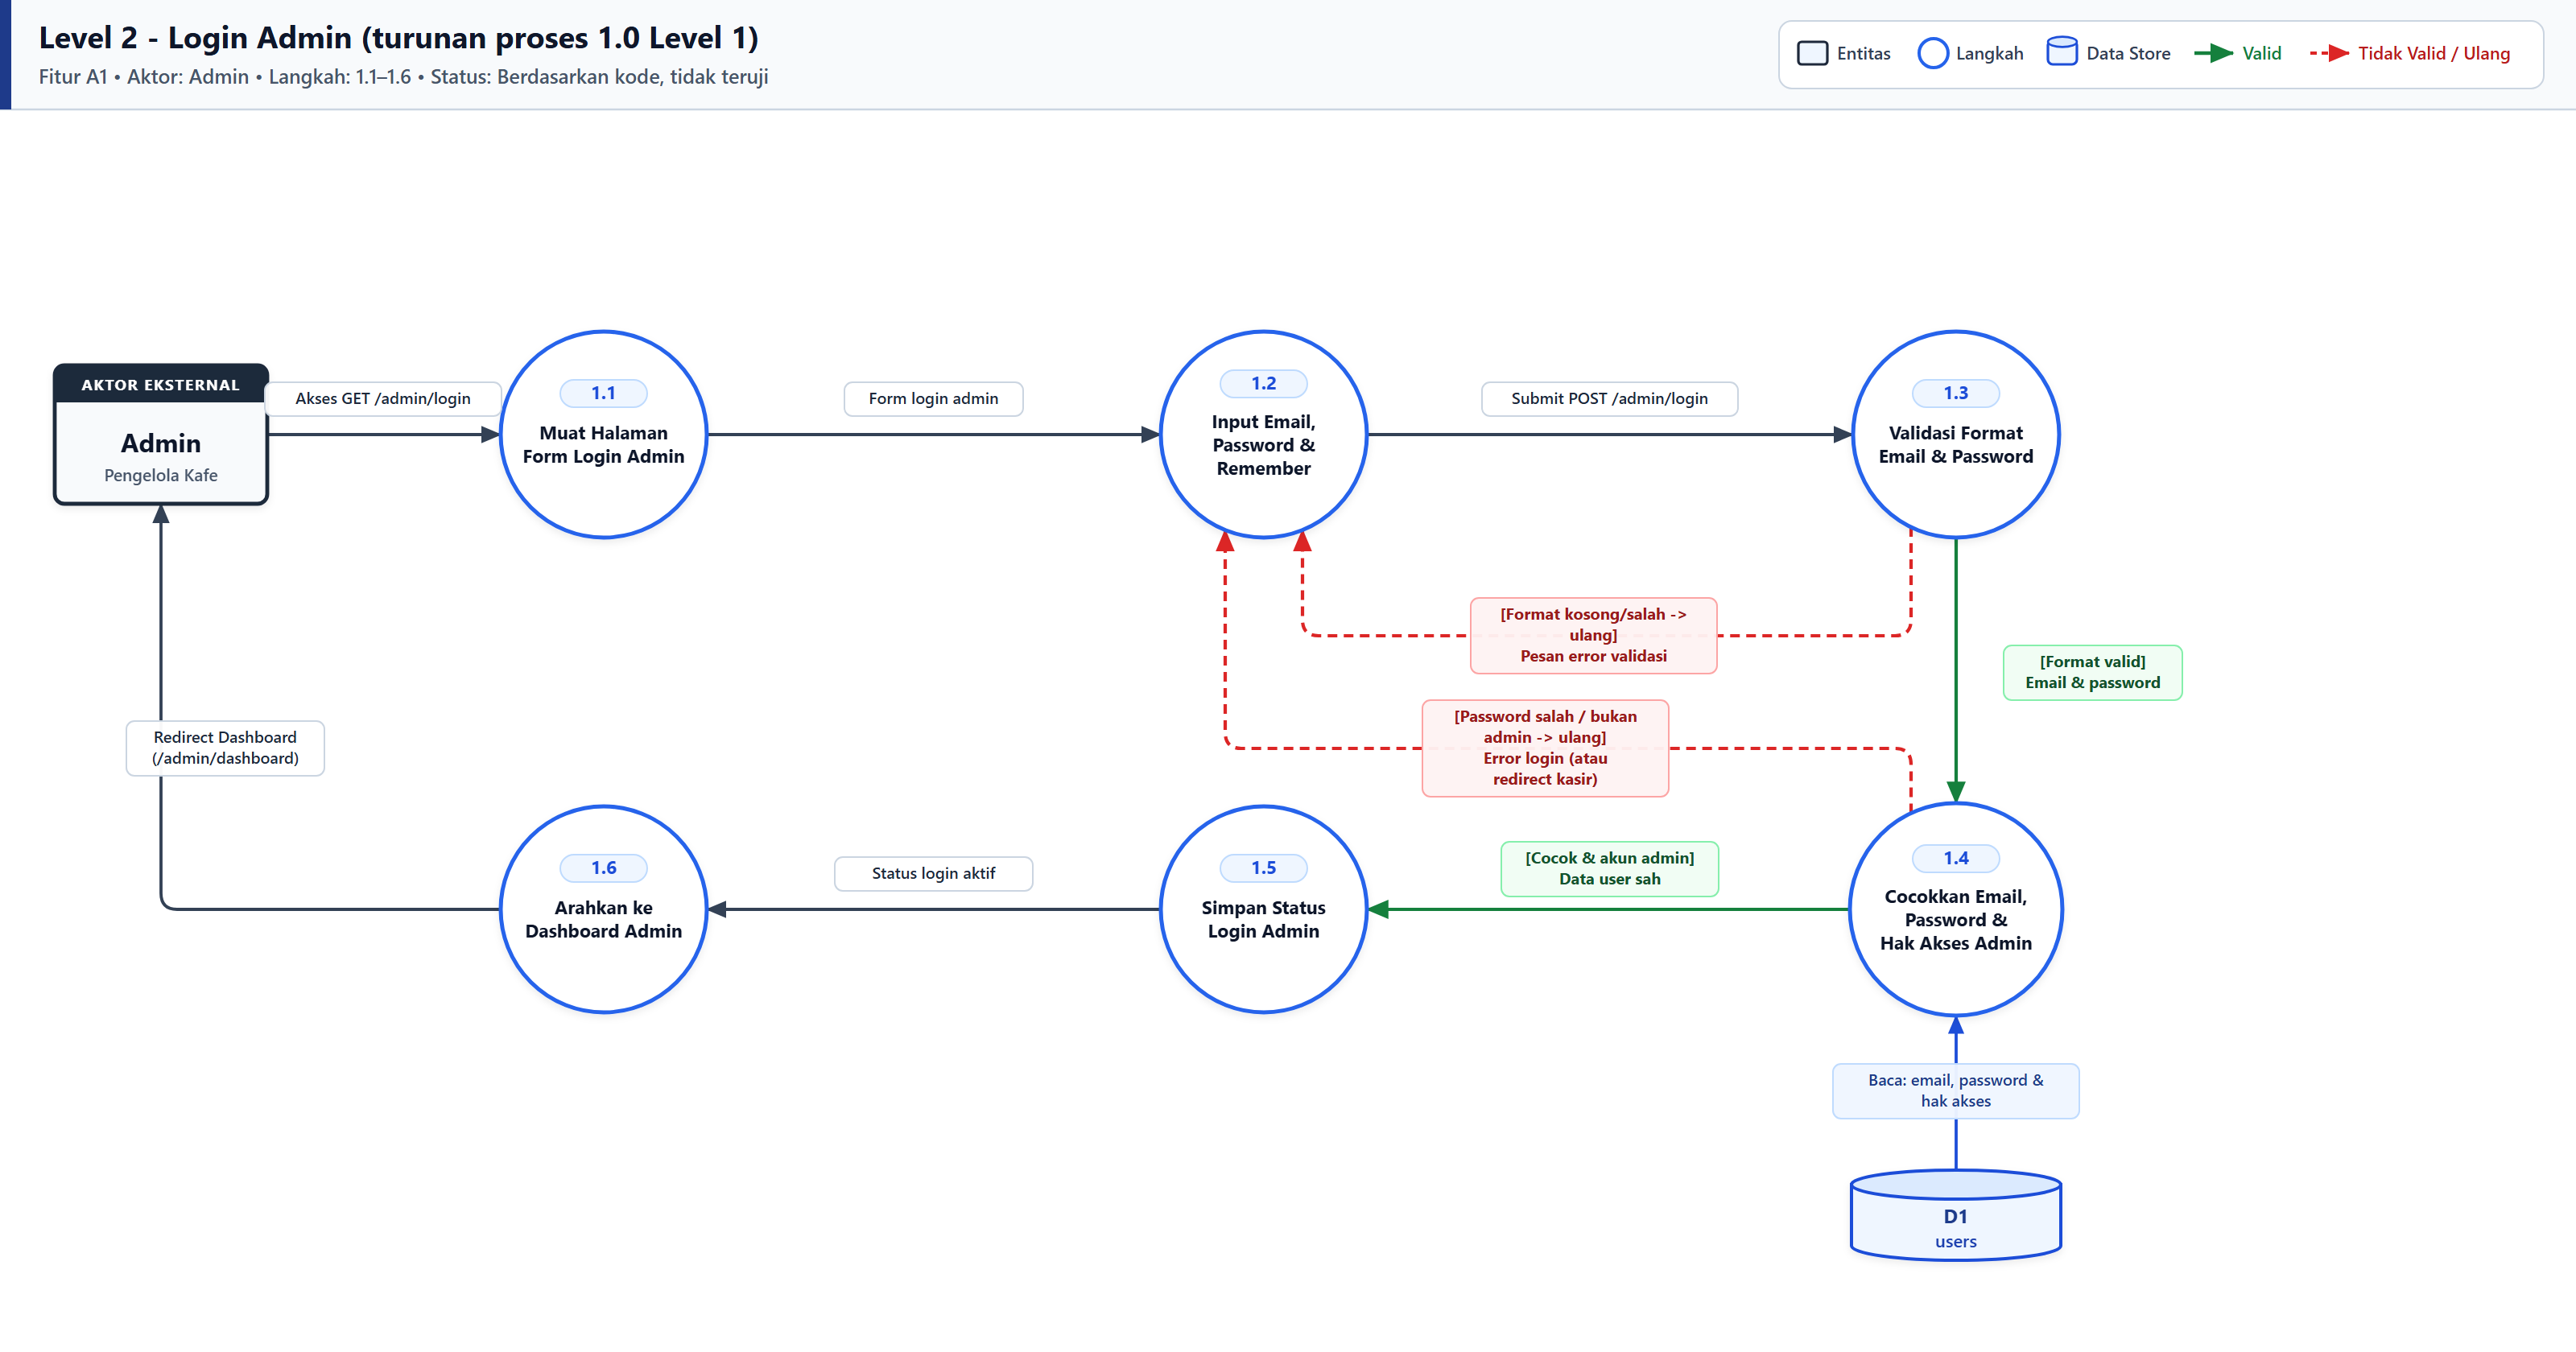 Level 2 - Login Admin (turunan proses 1.0 Level 1)
Fitur A1 • Aktor: Admin • Langkah: 1.1–1.6 • Status: Berdasarkan kode, tidak teruji
Entitas
Langkah
Data Store
Valid
Tidak Valid / Ulang
AKTOR EKSTERNAL
Admin
Pengelola Kafe
Akses GET /admin/login
1.1
Muat Halaman
Form Login Admin
Form login admin
1.2
Input Email,
Password &
Remember
Submit POST /admin/login
1.3
Validasi Format
Email & Password
[Format kosong/salah ->
ulang]
Pesan error validasi
[Format valid]
Email & password
[Password salah / bukan
admin -> ulang]
Error login (atau
redirect kasir)
Redirect Dashboard
(/admin/dashboard)
1.6
Arahkan ke
Dashboard Admin
Status login aktif
1.5
Simpan Status
Login Admin
[Cocok & akun admin]
Data user sah
1.4
Cocokkan Email,
Password &
Hak Akses Admin
Baca: email, password &
hak akses
D1
users